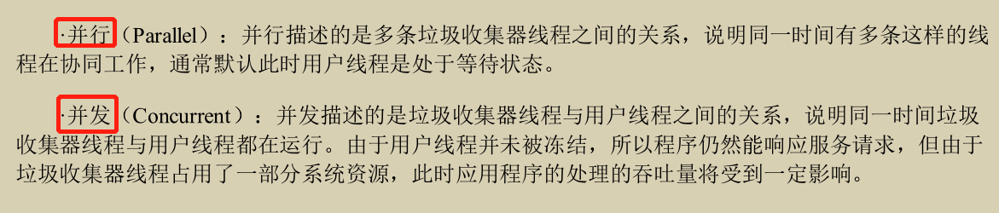 ·并行（Parallel）：并行描述的是多条垃圾收集器线程之间的关系，说明同一时间有多条这样的线
程在协同工作，通常默认此时用户线程是处于等待状态。
·并发（Concurrent）：并发描述的是垃圾收集器线程与用户线程之间的关系，说明同一时间垃圾
收集器线程与用户线程都在运行。由于用户线程并未被冻结，所以程序仍然能响应服务请求，但由于
垃圾收集器线程占用了一部分系统资源，此时应用程序的处理的吞吐量将受到一定影响。